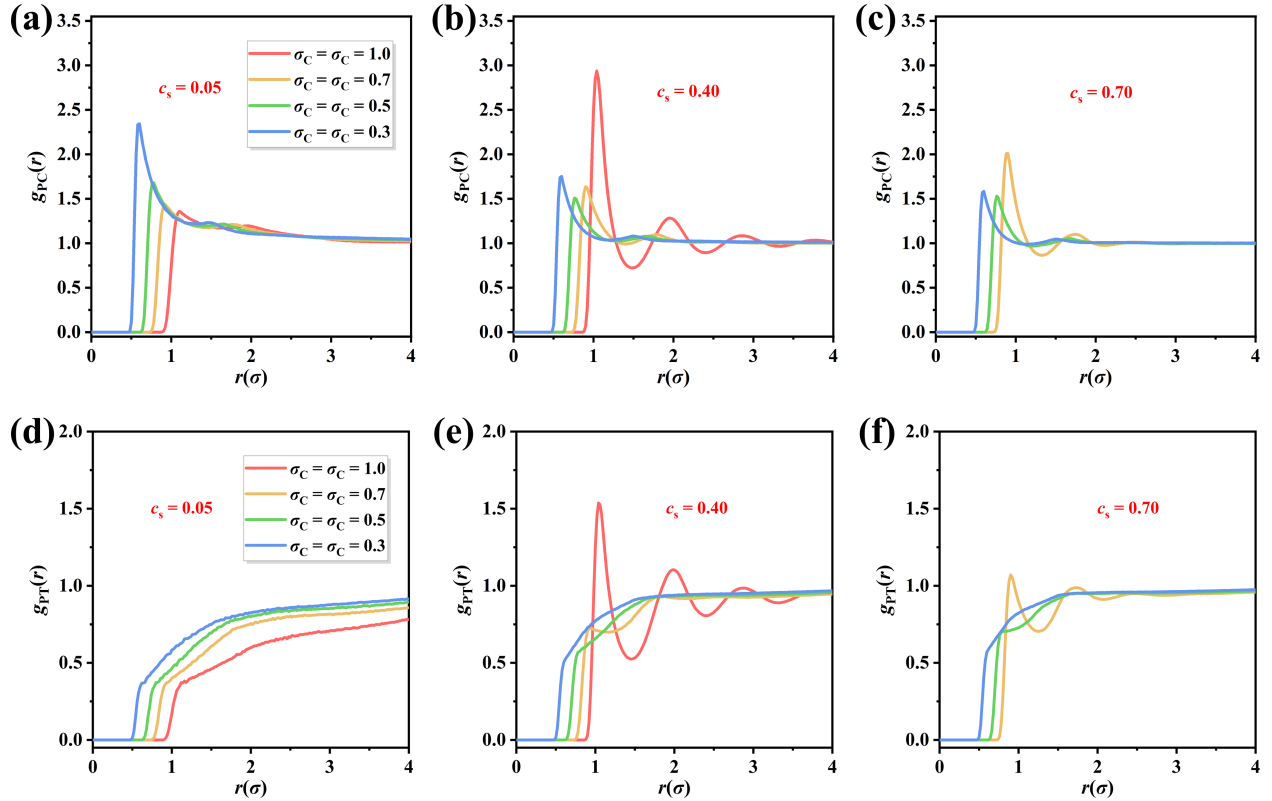 (a)
3.5
3.0
2.5
2.0
1.5
1.0
0.5
0.0
gPC(r)
cs = 0.05
σC = σC = 1.0
σC = σC = 0.7
σC = σC = 0.5
σC = σC = 0.3
0 1 2 3 4
r(σ)
(b)
3.5
3.0
2.5
2.0
1.5
1.0
0.5
0.0
gPC(r)
cs = 0.40
0 1 2 3 4
r(σ)
(c)
3.5
3.0
2.5
2.0
1.5
1.0
0.5
0.0
gPC(r)
cs = 0.70
0 1 2 3 4
r(σ)
(d)
2.0
1.5
1.0
0.5
0.0
gPT(r)
cs = 0.05
σC = σC = 1.0
σC = σC = 0.7
σC = σC = 0.5
σC = σC = 0.3
0 1 2 3 4
r(σ)
(e)
2.0
1.5
1.0
0.5
0.0
gPT(r)
cs = 0.40
0 1 2 3 4
r(σ)
(f)
2.0
1.5
1.0
0.5
0.0
gPT(r)
cs = 0.70
0 1 2 3 4
r(σ)